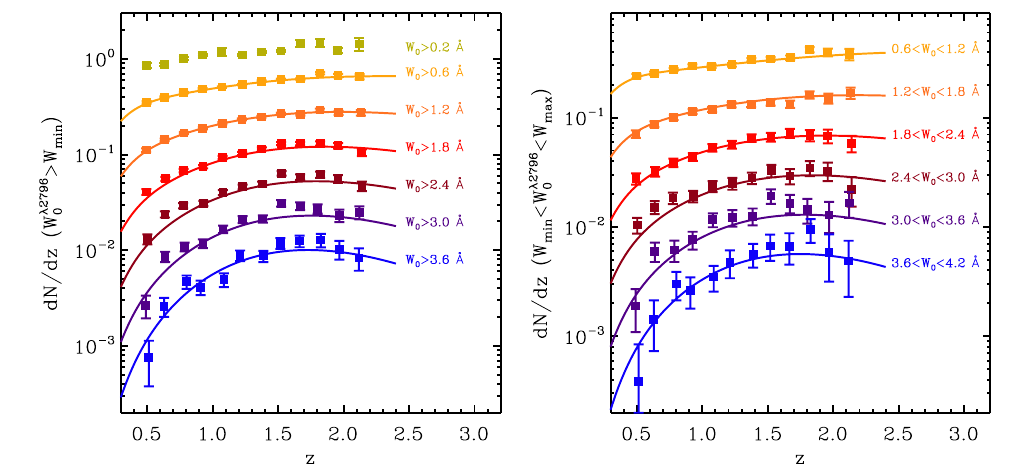 dN/dz (W₀^λ2796>W_min)
10⁰
10⁻¹
10⁻²
10⁻³
W₀>0.2 Å
W₀>0.6 Å
W₀>1.2 Å
W₀>1.8 Å
W₀>2.4 Å
W₀>3.0 Å
W₀>3.6 Å
0.5 1.0 1.5 2.0 2.5 3.0
z
dN/dz (W_min<W₀^λ2796<W_max)
10⁻¹
10⁻²
10⁻³
0.6<W₀<1.2 Å
1.2<W₀<1.8 Å
1.8<W₀<2.4 Å
2.4<W₀<3.0 Å
3.0<W₀<3.6 Å
3.6<W₀<4.2 Å
0.5 1.0 1.5 2.0 2.5 3.0
z